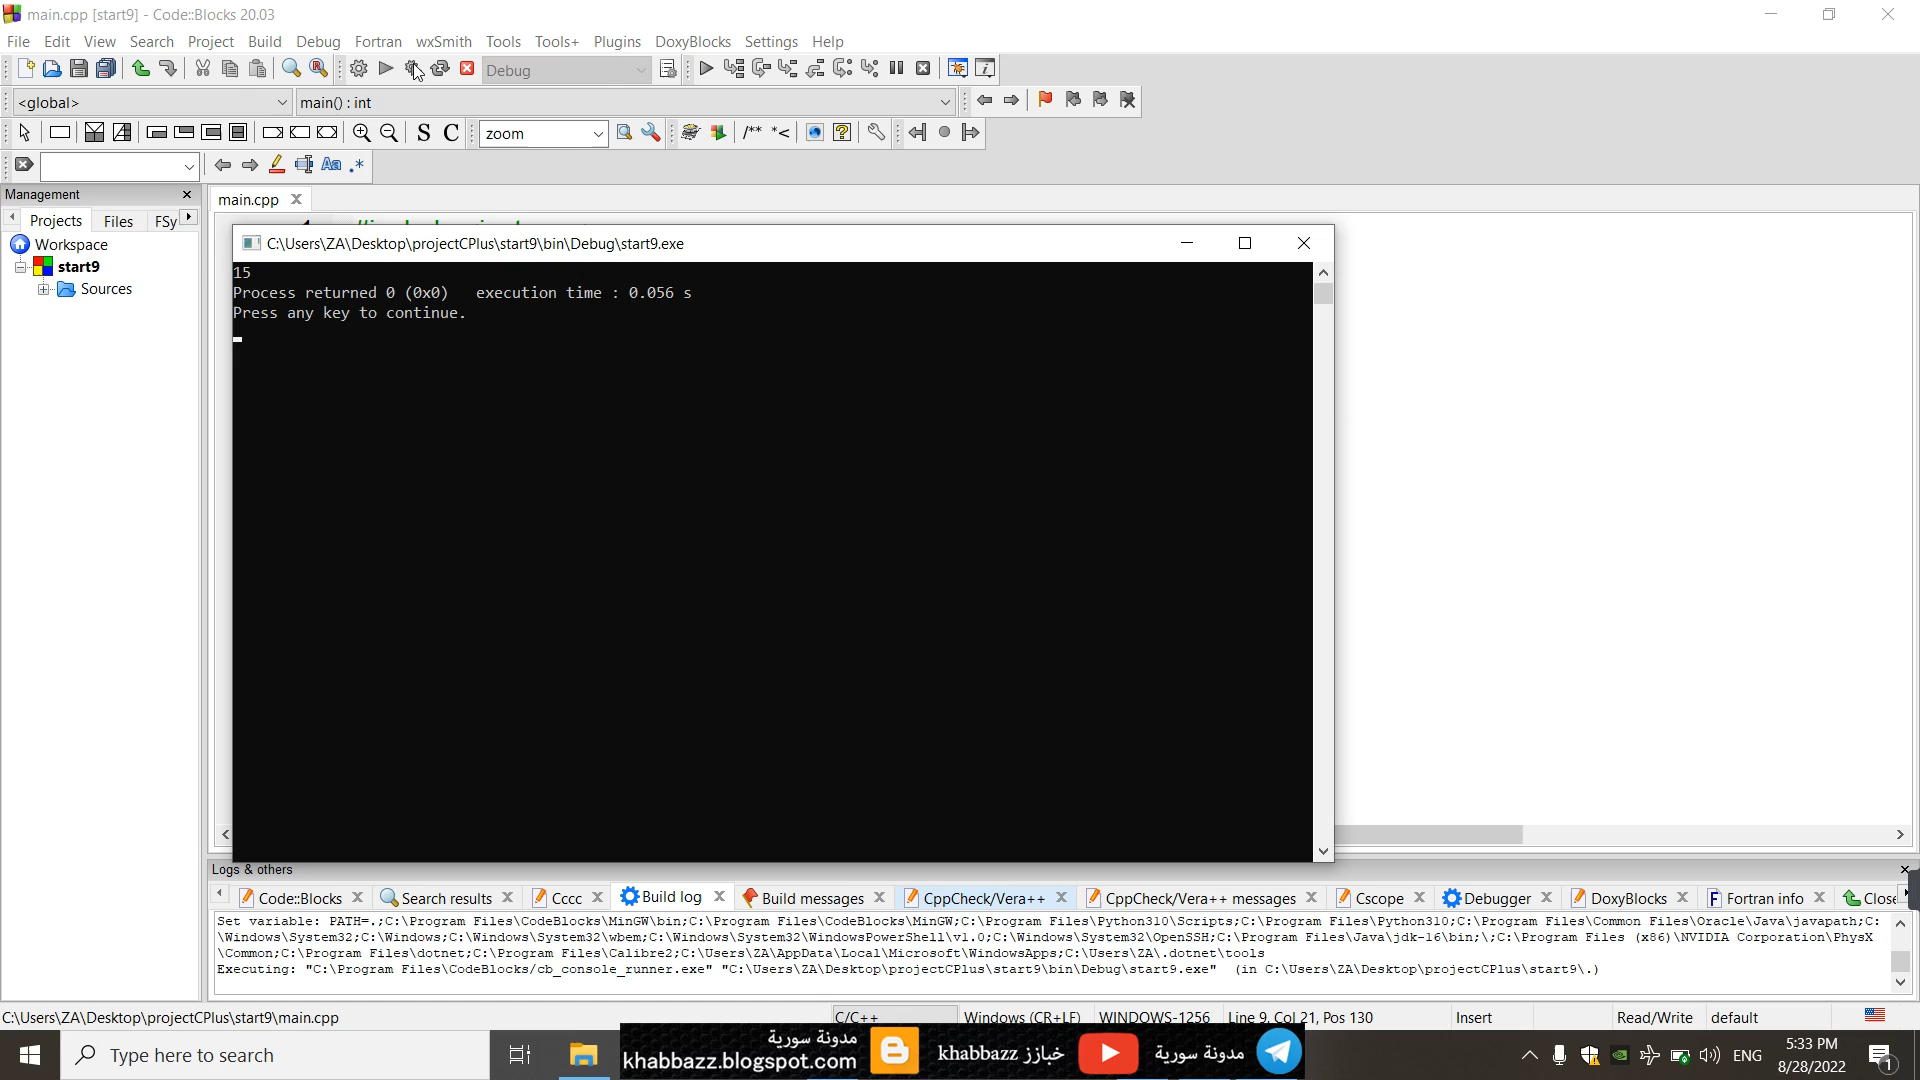 main.cpp [start9] - Code::Blocks 20.03
File Edit View Search Project Build Debug Fortran wxSmith Tools Tools+ Plugins DoxyBlocks Settings Help
Debug
<global> main() : int
S C zoom /** *<
Aa .*
Management
main.cpp
Projects Files FSy
Workspace
start9
Sources
C:\Users\ZA\Desktop\projectCPlus\start9\bin\Debug\start9.exe
15
Process returned 0 (0x0) execution time : 0.056 s
Press any key to continue.
Logs & others
Code::Blocks Search results Cccc Build log Build messages CppCheck/Vera++ CppCheck/Vera++ messages Cscope Debugger DoxyBlocks Fortran info Close
Set variable: PATH=.;C:\Program Files\CodeBlocks\MinGW\bin;C:\Program Files\CodeBlocks\MinGW;C:\Program Files\Python310\Scripts;C:\Program Files\Python310;C:\Program Files\Common Files\Oracle\Java\javapath;C:
\Windows\System32;C:\Windows;C:\Windows\System32\wbem;C:\Windows\System32\WindowsPowerShell\v1.0;C:\Windows\System32\OpenSSH;C:\Program Files\Java\jdk-16\bin;\;C:\Program Files (x86)\NVIDIA Corporation\PhysX
\Common;C:\Program Files\dotnet;C:\Program Files\Calibre2;C:\Users\ZA\AppData\Local\Microsoft\WindowsApps;C:\Users\ZA\.dotnet\tools
Executing: "C:\Program Files\CodeBlocks/cb_console_runner.exe" "C:\Users\ZA\Desktop\projectCPlus\start9\bin\Debug\start9.exe" (in C:\Users\ZA\Desktop\projectCPlus\start9\.)
C:\Users\ZA\Desktop\projectCPlus\start9\main.cpp C/C++ Windows (CR+LF) WINDOWS-1256 Line 9, Col 21, Pos 130 Insert Read/Write default
Type here to search
مدونة سورية
khabbazz.blogspot.com
khabbazz خبازز
مدونة سورية
ENG
5:33 PM
8/28/2022
1